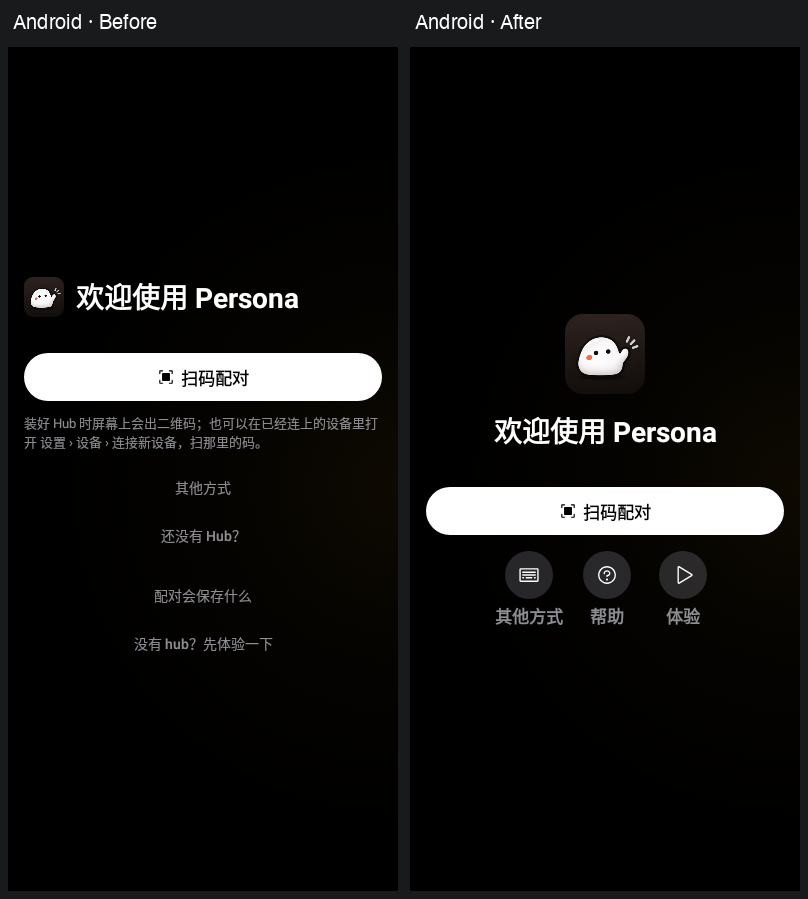 Android · Before
欢迎使用 Persona
扫码配对
装好 Hub 时屏幕上会出二维码；也可以在已经连上的设备里打
开 设置 › 设备 › 连接新设备，扫那里的码。
其他方式
还没有 Hub？
配对会保存什么
没有 hub？先体验一下
Android · After
欢迎使用 Persona
扫码配对
其他方式
帮助
体验